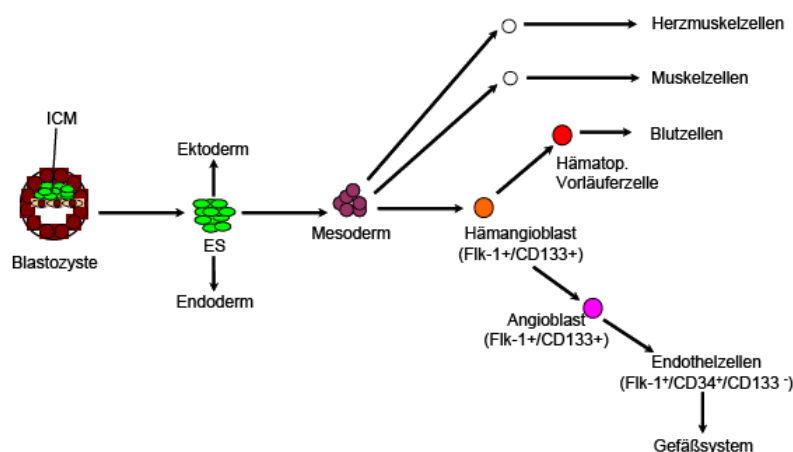 Herzmuskelzellen
Muskelzellen
ICM
Blutzellen
Ektoderm
Hämatop.
Vorläuferzelle
ES
Mesoderm
Hämangioblast
(Flk-1+/CD133+)
Blastozyste
Endoderm
Angioblast
(Flk-1+/CD133+)
Endothelzellen
(Flk-1⁺/CD34⁺/CD133 ⁻)
Gefäßsystem